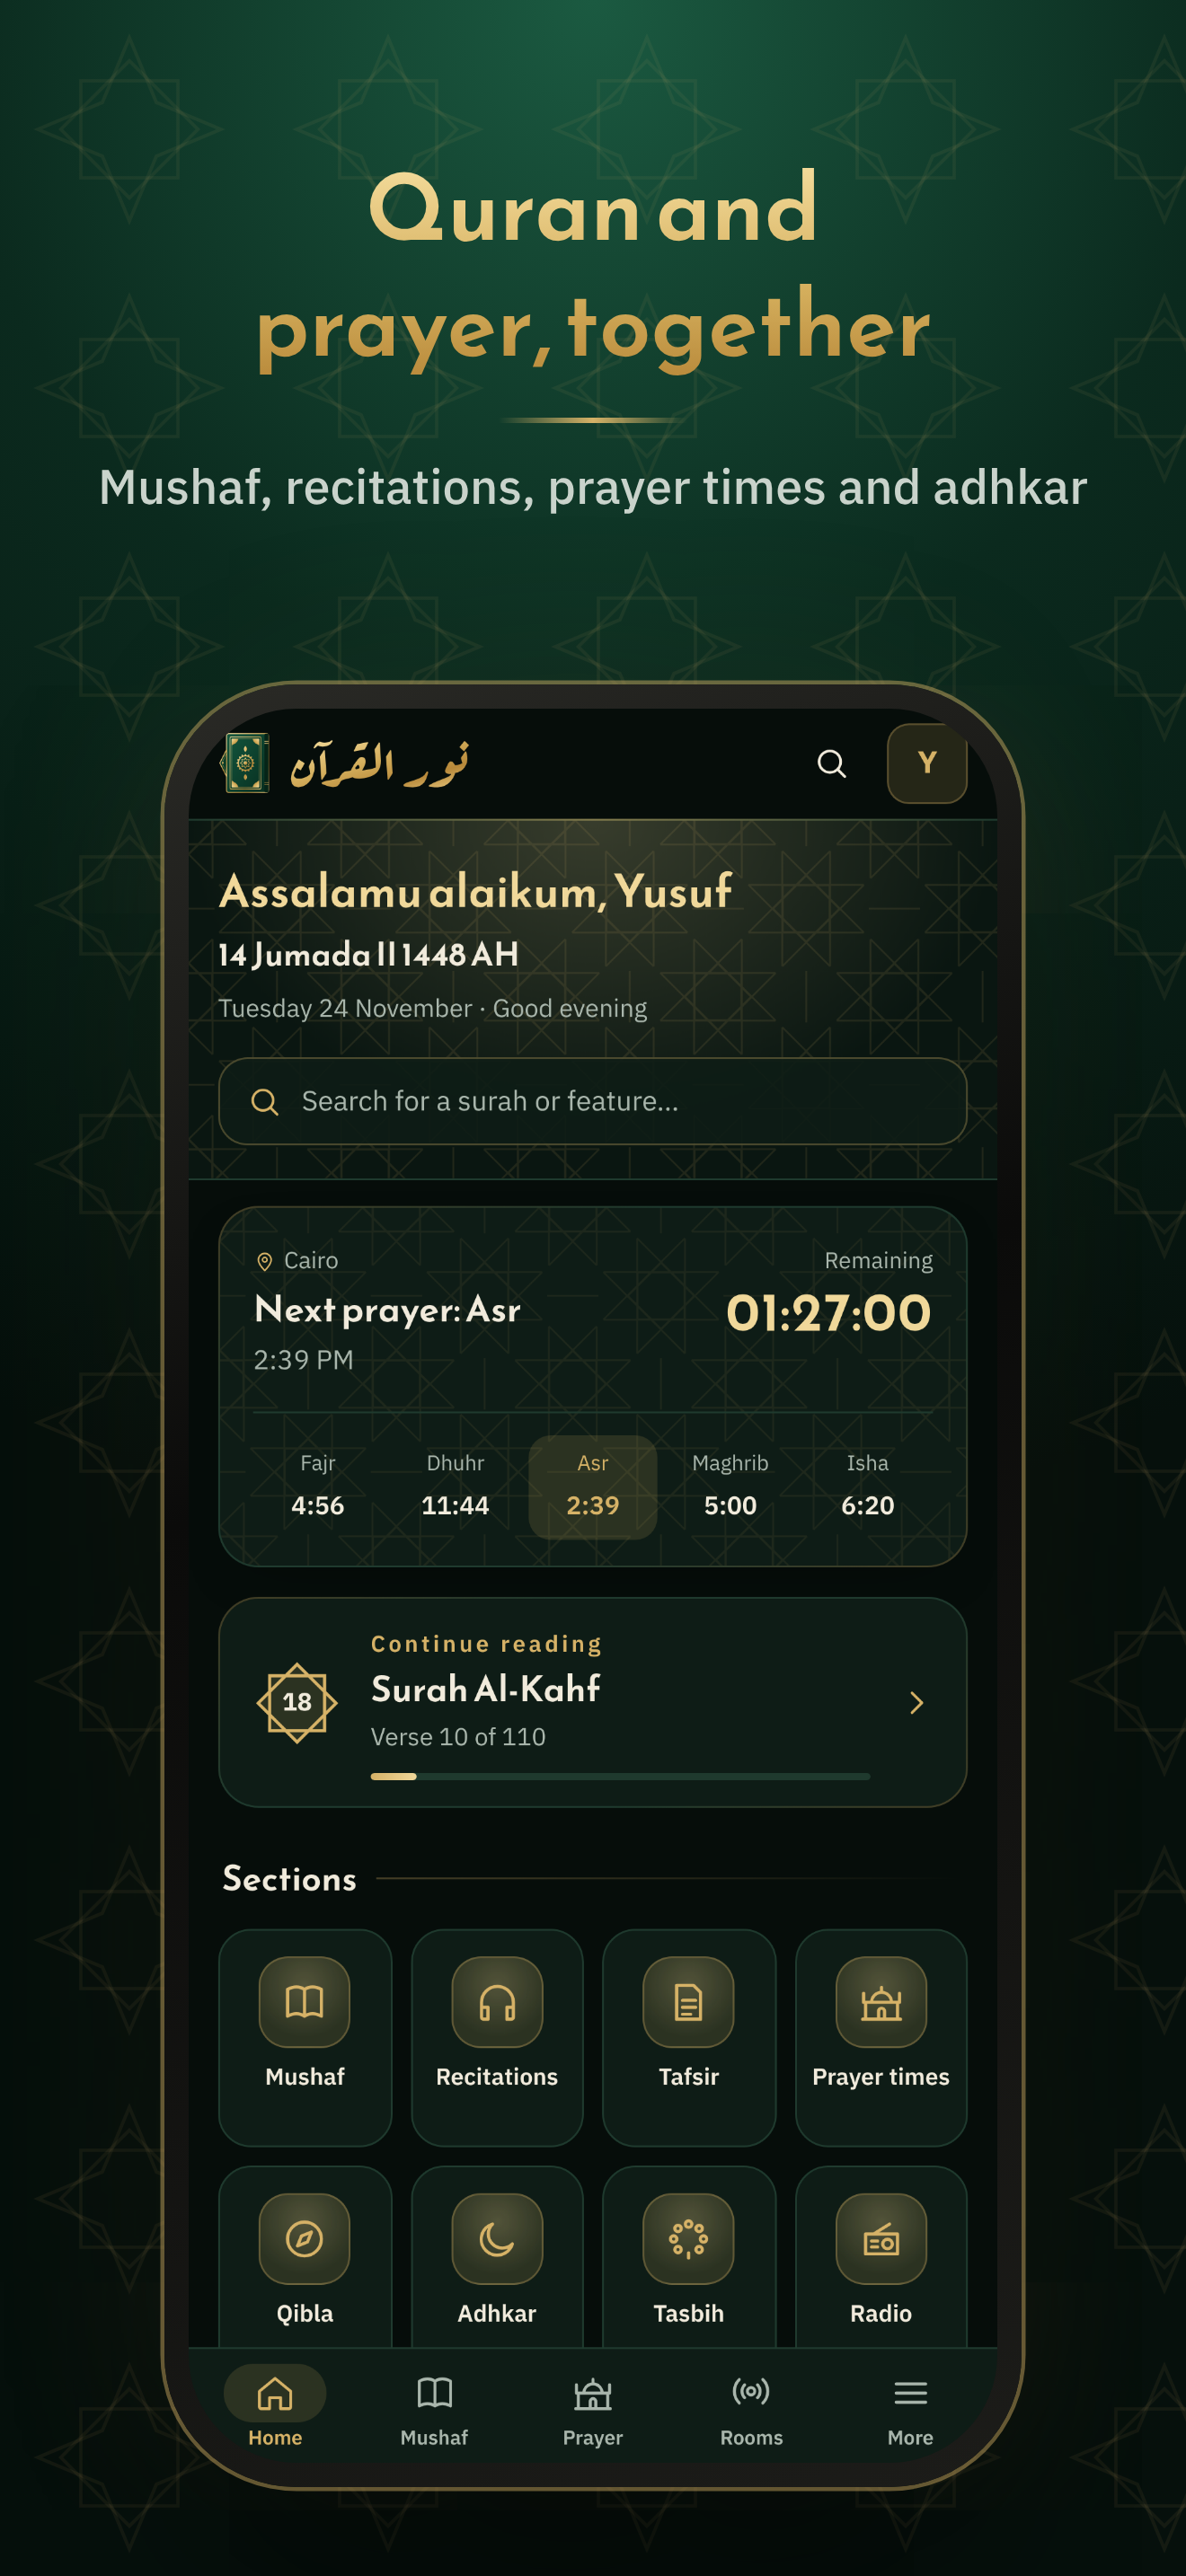 Quran and
prayer, together
Mushaf, recitations, prayer times and adhkar
نور القرآن
Y
Assalamu alaikum, Yusuf
14 Jumada II 1448 AH
Tuesday 24 November · Good evening
Search for a surah or feature...
Cairo
Remaining
Next prayer: Asr
01:27:00
2:39 PM
Fajr Dhuhr Asr Maghrib Isha
4:56 11:44 2:39 5:00 6:20
Continue reading
18
Surah Al-Kahf
Verse 10 of 110
Sections
Mushaf Recitations Tafsir Prayer times
Qibla Adhkar Tasbih Radio
Home Mushaf Prayer Rooms More